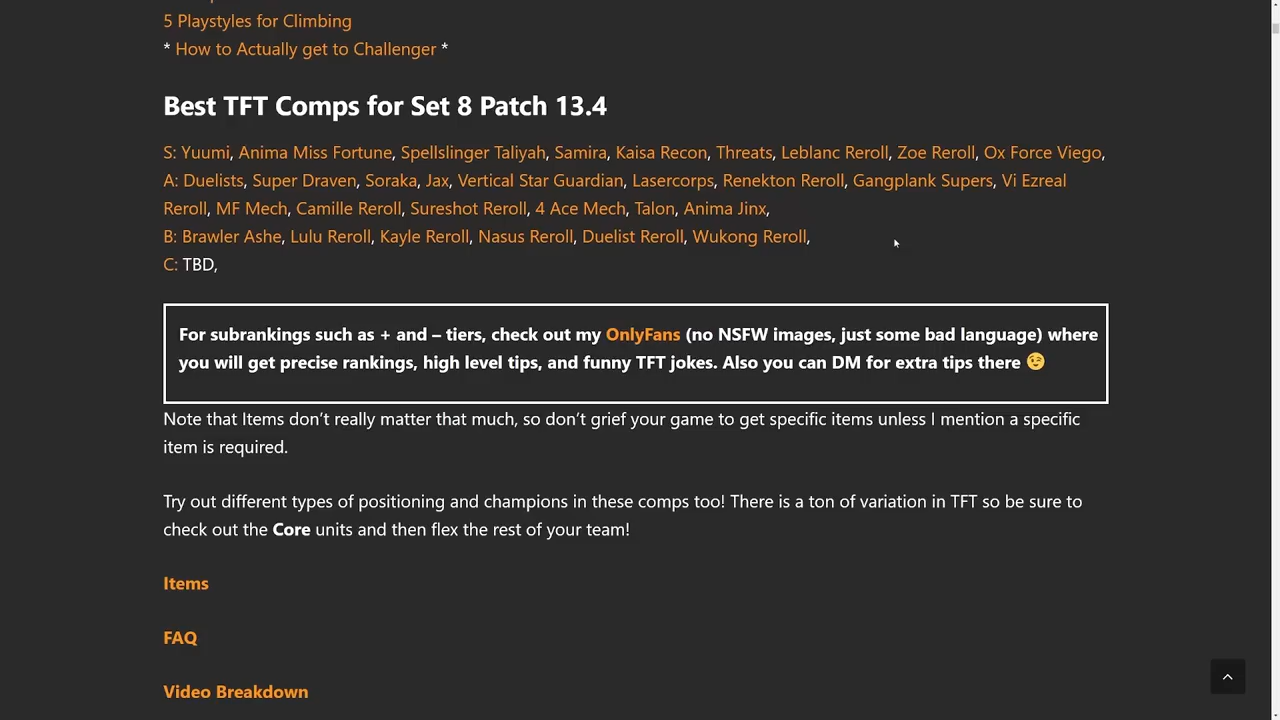 5 Playstyles for Climbing
* How to Actually get to Challenger *
Best TFT Comps for Set 8 Patch 13.4
S: Yuumi, Anima Miss Fortune, Spellslinger Taliyah, Samira, Kaisa Recon, Threats, Leblanc Reroll, Zoe Reroll, Ox Force Viego,
A: Duelists, Super Draven, Soraka, Jax, Vertical Star Guardian, Lasercorps, Renekton Reroll, Gangplank Supers, Vi Ezreal
Reroll, MF Mech, Camille Reroll, Sureshot Reroll, 4 Ace Mech, Talon, Anima Jinx,
B: Brawler Ashe, Lulu Reroll, Kayle Reroll, Nasus Reroll, Duelist Reroll, Wukong Reroll,
C: TBD,
For subrankings such as + and – tiers, check out my OnlyFans (no NSFW images, just some bad language) where
you will get precise rankings, high level tips, and funny TFT jokes. Also you can DM for extra tips there 😉
Note that Items don’t really matter that much, so don’t grief your game to get specific items unless I mention a specific
item is required.
Try out different types of positioning and champions in these comps too! There is a ton of variation in TFT so be sure to
check out the Core units and then flex the rest of your team!
Items
FAQ
Video Breakdown